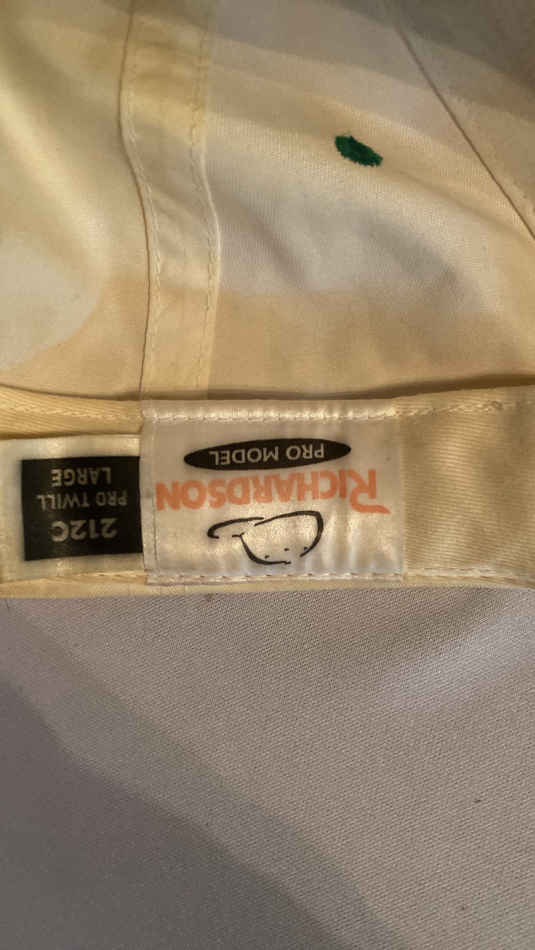 RICHARDSON
PRO MODEL
212C
PRO TWILL
LARGE